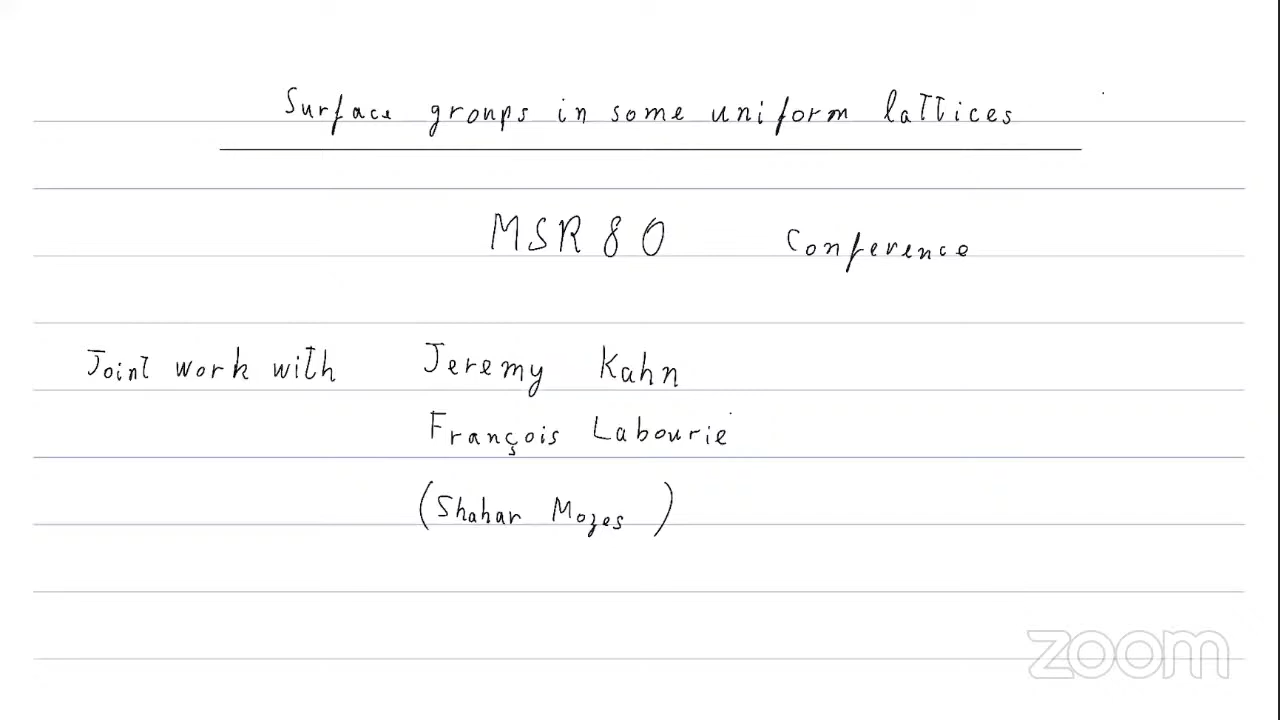 Surface groups in some uniform lattices
MSR 80 Conference
Joint work with Jeremy Kahn
François Labourie
(Shahar Mozes)
zoom